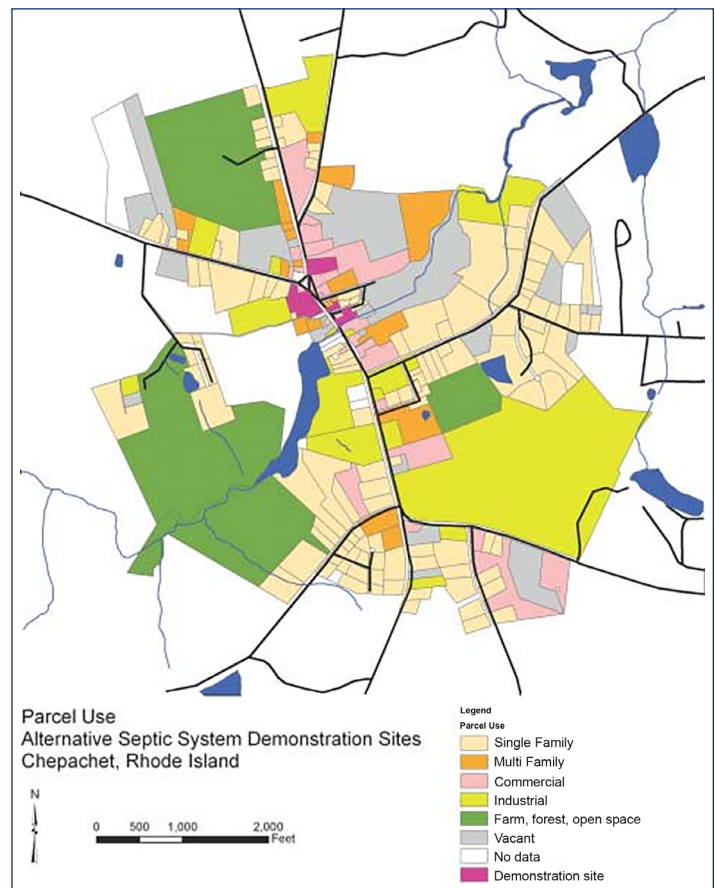 Parcel Use
Alternative Septic System Demonstration Sites
Chepachet, Rhode Island
N
0 500 1,000 2,000
Feet
Legend
Parcel Use
Single Family
Multi Family
Commercial
Industrial
Farm, forest, open space
Vacant
No data
Demonstration site